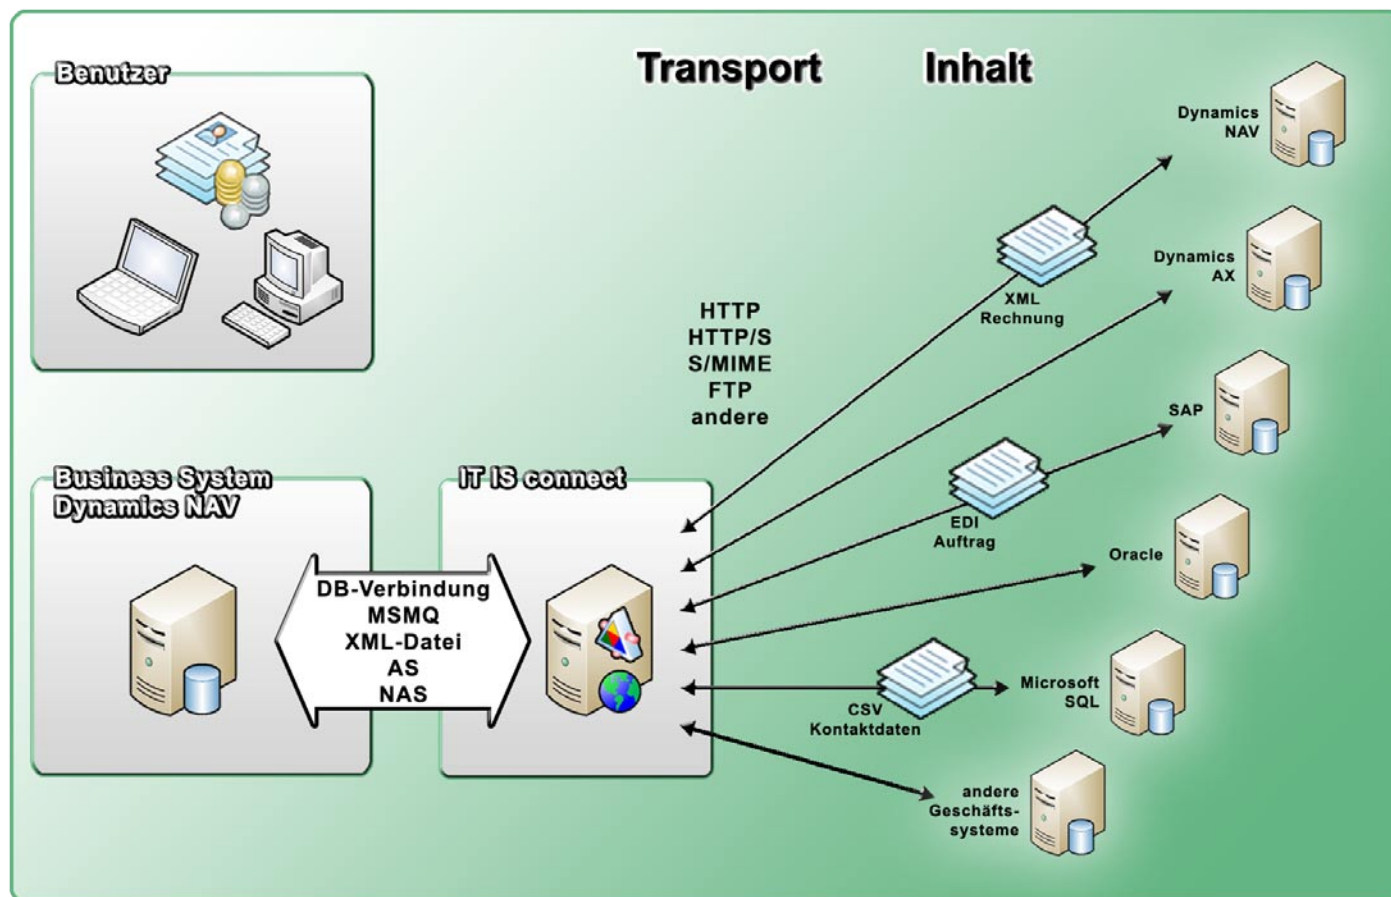 Benutzer
Transport
Inhalt
Dynamics
NAV
Dynamics
AX
XML
Rechnung
HTTP
HTTP/S
S/MIME
FTP
andere
SAP
Business System
Dynamics NAV
IT IS connect
EDI
Auftrag
Oracle
DB-Verbindung
MSMQ
XML-Datei
AS
NAS
Microsoft
SQL
CSV
Kontaktdaten
andere
Geschäfts-
systeme